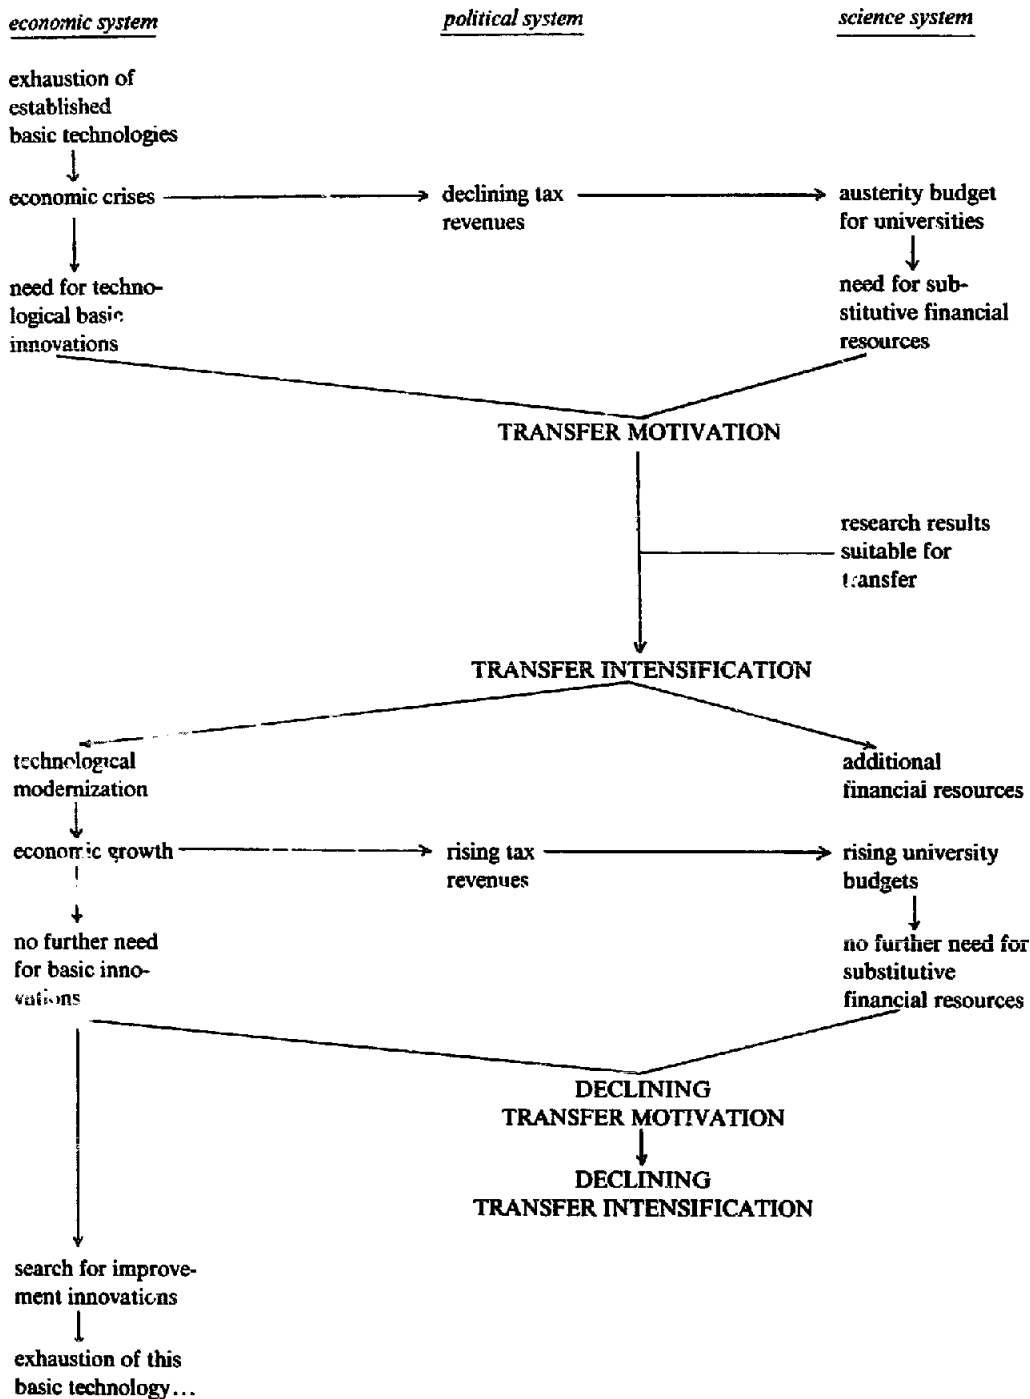 economic system
political system
science system
exhaustion of
established
basic technologies
economic crises
declining tax
revenues
austerity budget
for universities
need for techno-
logical basic
innovations
need for sub-
stitutive financial
resources
TRANSFER MOTIVATION
research results
suitable for
transfer
TRANSFER INTENSIFICATION
technological
modernization
additional
financial resources
economic growth
rising tax
revenues
rising university
budgets
no further need
for basic inno-
vations
no further need for
substitutive
financial resources
DECLINING
TRANSFER MOTIVATION
DECLINING
TRANSFER INTENSIFICATION
search for improve-
ment innovations
exhaustion of this
basic technology...